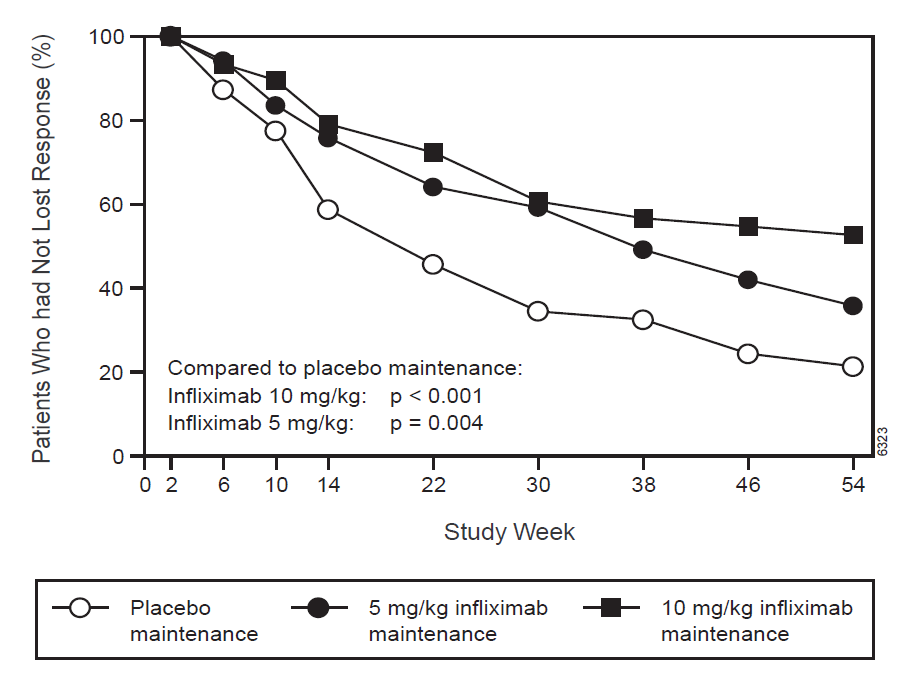 Patients Who had Not Lost Response (%)
100
80
60
40
20
0
Compared to placebo maintenance:
Infliximab 10 mg/kg: p < 0.001
Infliximab 5 mg/kg: p = 0.004
6323
0 2 6 10 14 22 30 38 46 54
Study Week
Placebo
maintenance
5 mg/kg infliximab
maintenance
10 mg/kg infliximab
maintenance